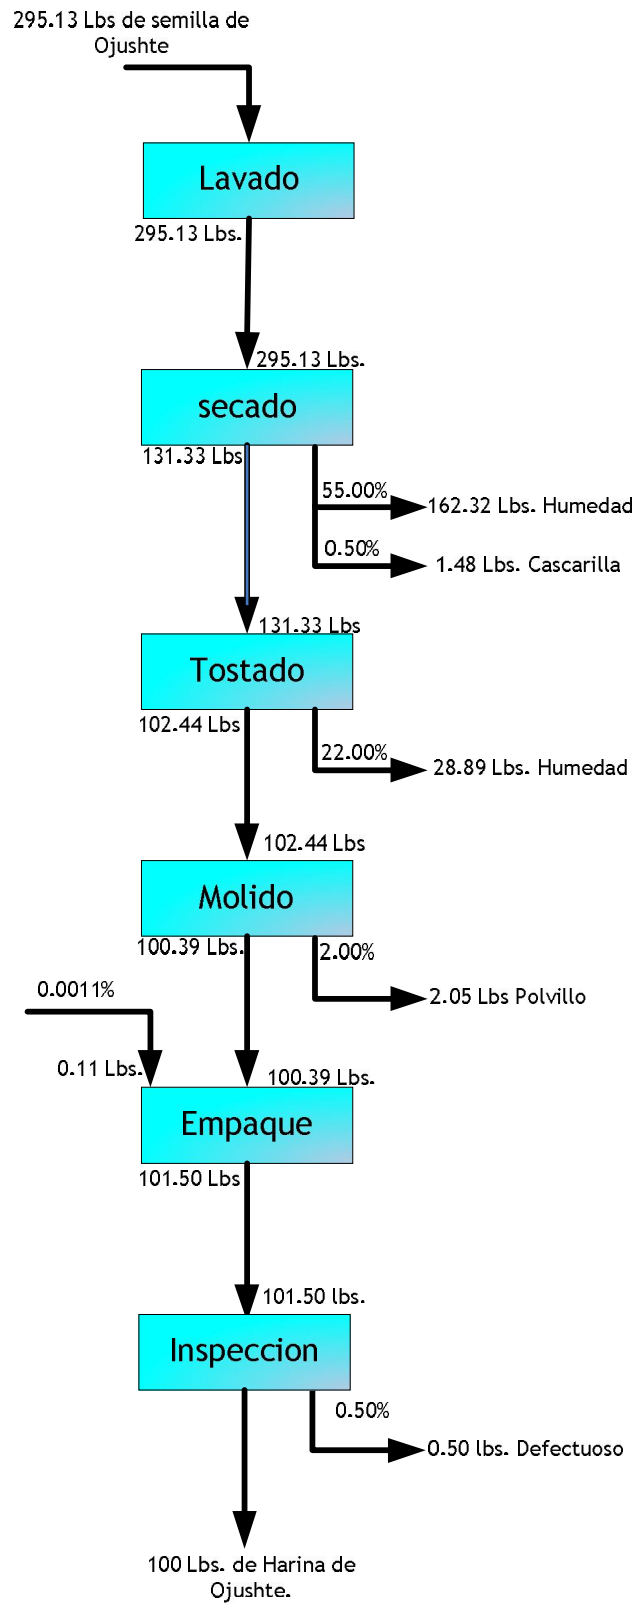 295.13 Lbs de semilla de
Ojushte
Lavado
295.13 Lbs.
295.13 Lbs.
secado
131.33 Lbs
55.00%
162.32 Lbs. Humedad
0.50%
1.48 Lbs. Cascarilla
131.33 Lbs
Tostado
102.44 Lbs
22.00%
28.89 Lbs. Humedad
102.44 Lbs
Molido
100.39 Lbs.
2.00%
2.05 Lbs Polvillo
0.0011%
0.11 Lbs.
100.39 Lbs.
Empaque
101.50 Lbs
101.50 lbs.
Inspeccion
0.50%
0.50 lbs. Defectuoso
100 Lbs. de Harina de
Ojushte.